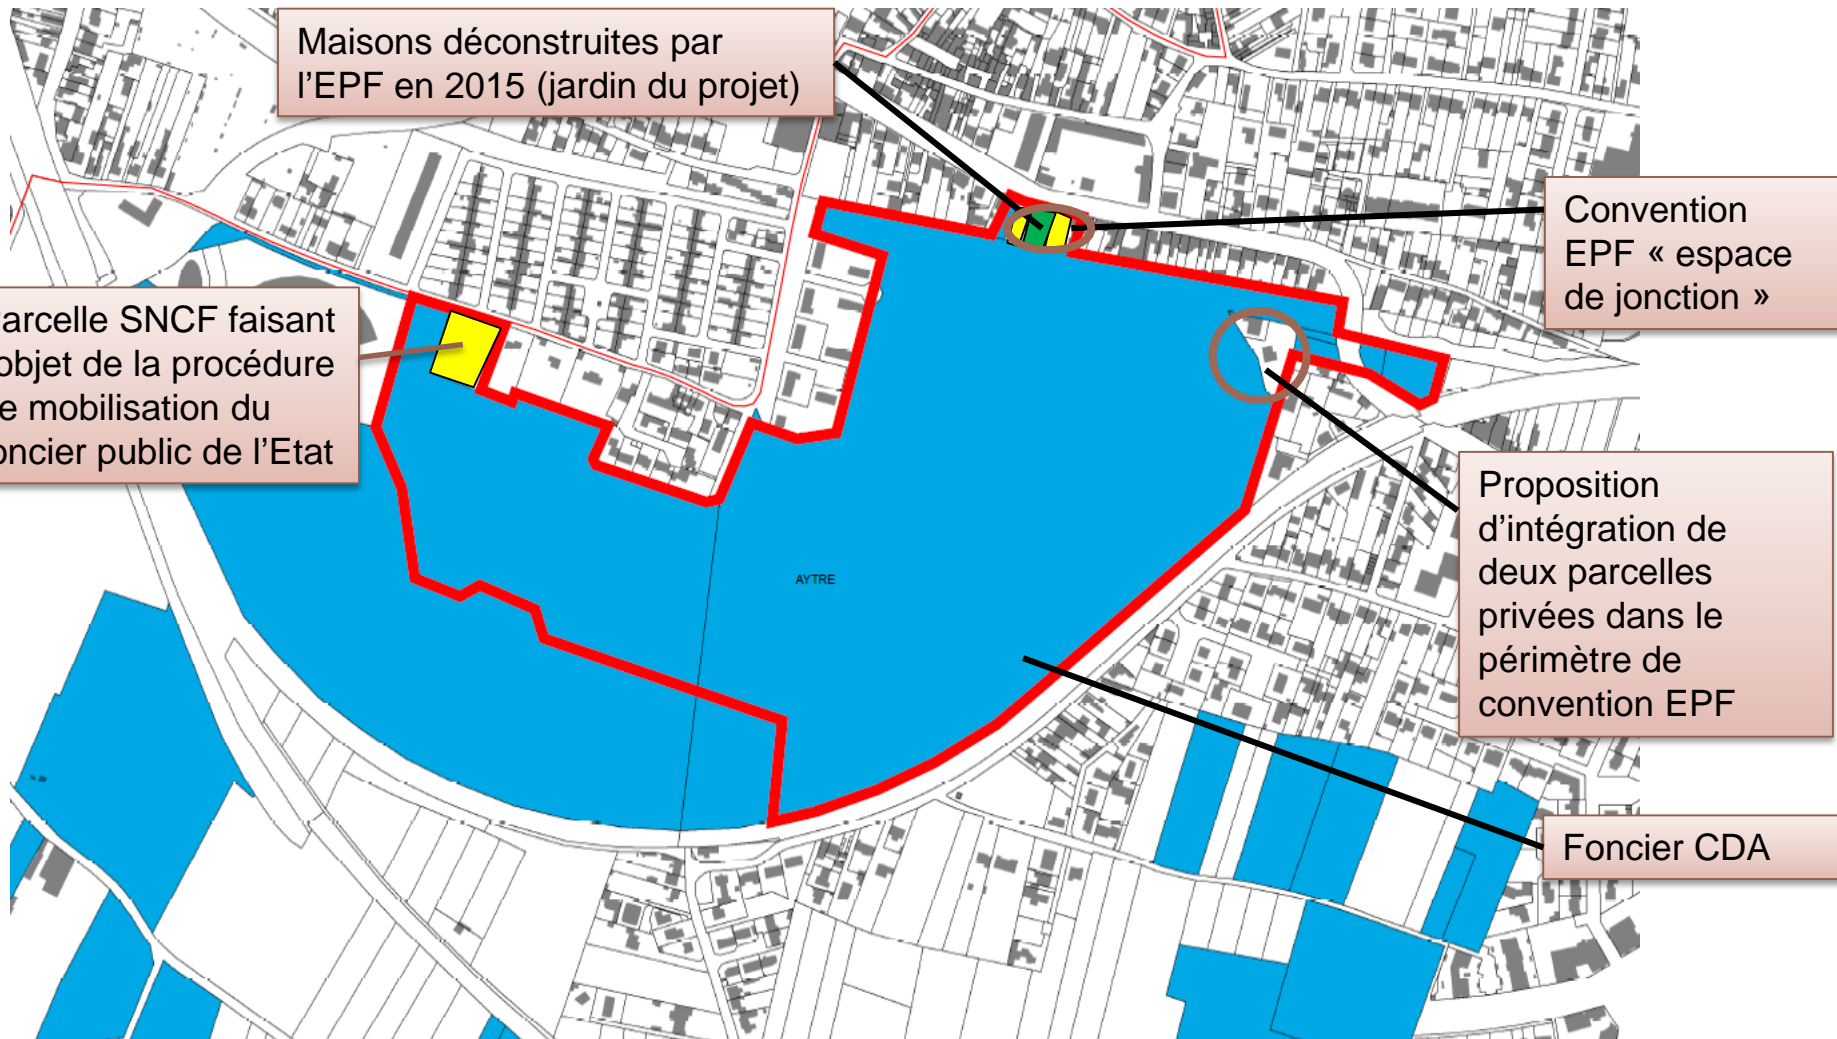 Maisons déconstruites par
l’EPF en 2015 (jardin du projet)
Convention
EPF « espace
de jonction »
arcelle SNCF faisant
objet de la procédure
e mobilisation du
oncier public de l’Etat
Proposition
d’intégration de
deux parcelles
privées dans le
périmètre de
convention EPF
AYTRE
Foncier CDA